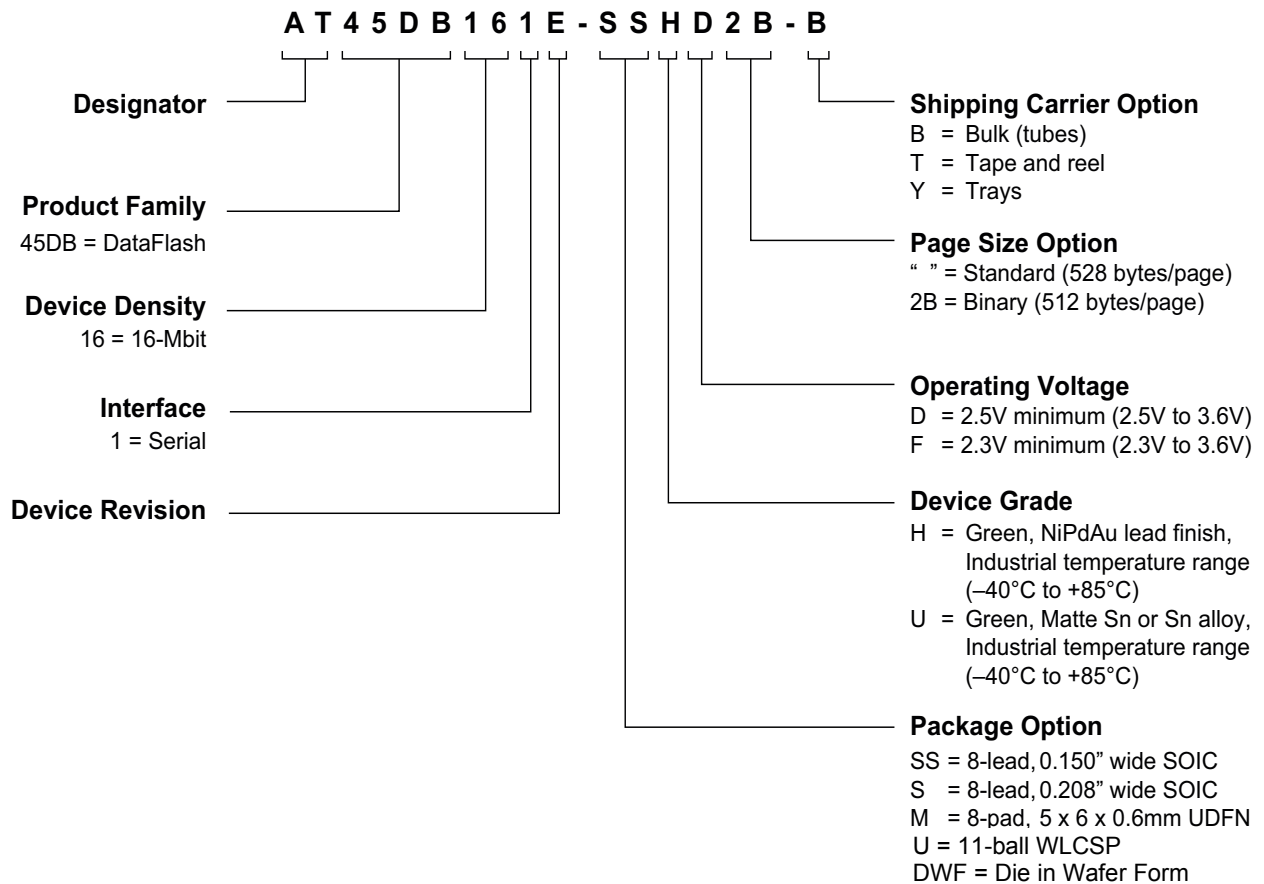 A T 4 5 D B 1 6 1 E - S S H D 2 B - B
Designator
Product Family
45DB = DataFlash
Device Density
16 = 16-Mbit
Interface
1 = Serial
Device Revision
Shipping Carrier Option
B = Bulk (tubes)
T = Tape and reel
Y = Trays
Page Size Option
“ ” = Standard (528 bytes/page)
2B = Binary (512 bytes/page)
Operating Voltage
D = 2.5V minimum (2.5V to 3.6V)
F = 2.3V minimum (2.3V to 3.6V)
Device Grade
H = Green, NiPdAu lead finish,
Industrial temperature range
(–40°C to +85°C)
U = Green, Matte Sn or Sn alloy,
Industrial temperature range
(–40°C to +85°C)
Package Option
SS = 8-lead, 0.150” wide SOIC
S = 8-lead, 0.208” wide SOIC
M = 8-pad, 5 x 6 x 0.6mm UDFN
U = 11-ball WLCSP
DWF = Die in Wafer Form